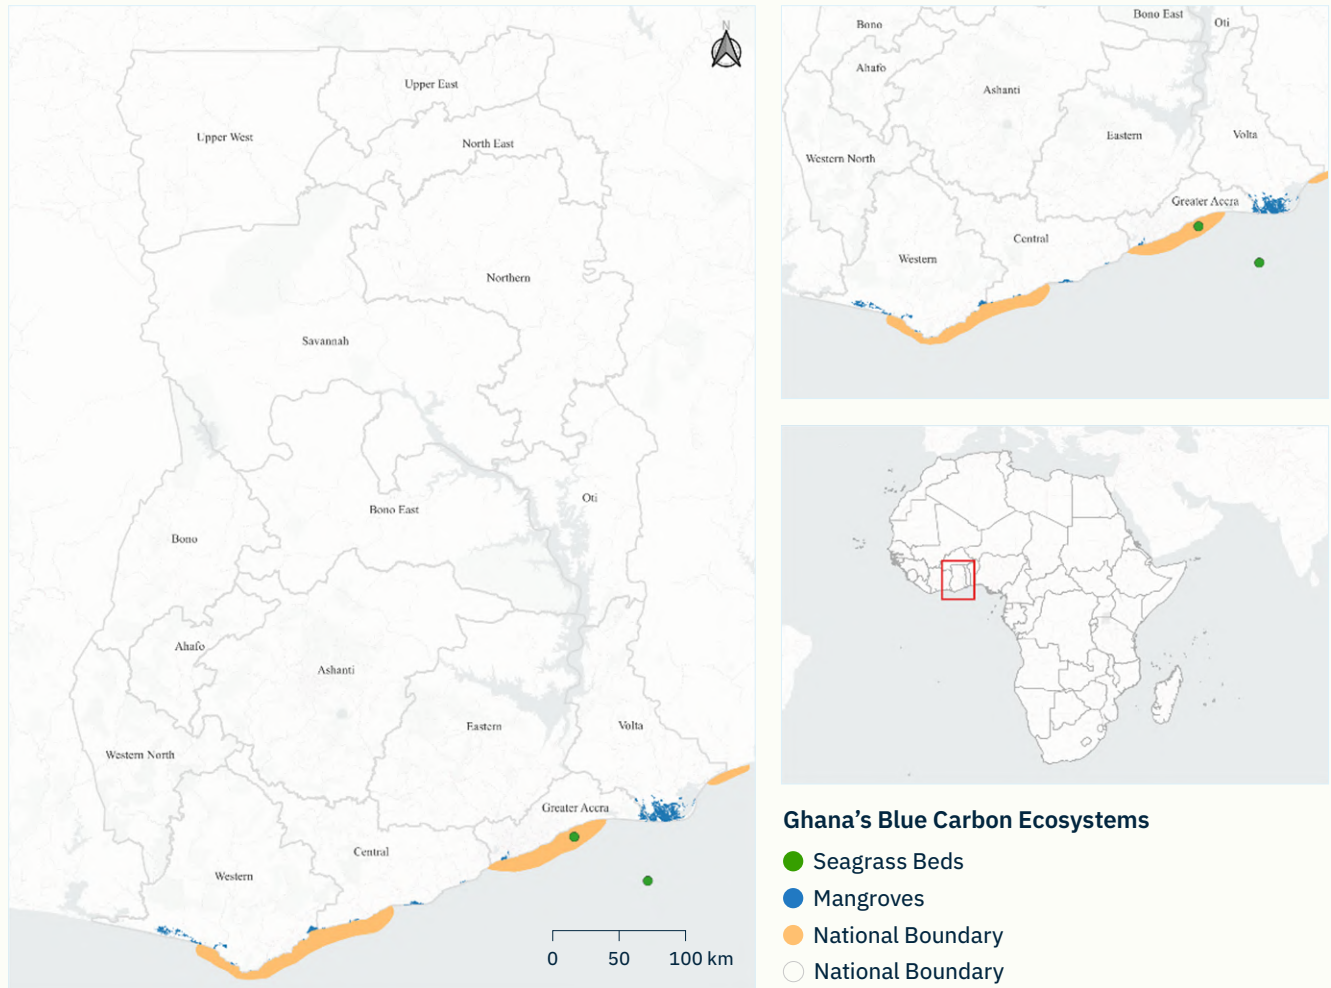 N
Upper East
Upper West
North East
Northern
Savannah
Oti
Bono East
Bono
Ahafo
Ashanti
Eastern
Volta
Western North
Greater Accra
Central
Western
0 50 100 km
Bono East
Oti
Bono
Ahafo
Ashanti
Eastern
Volta
Western North
Greater Accra
Central
Western
Ghana’s Blue Carbon Ecosystems
Seagrass Beds
Mangroves
National Boundary
National Boundary